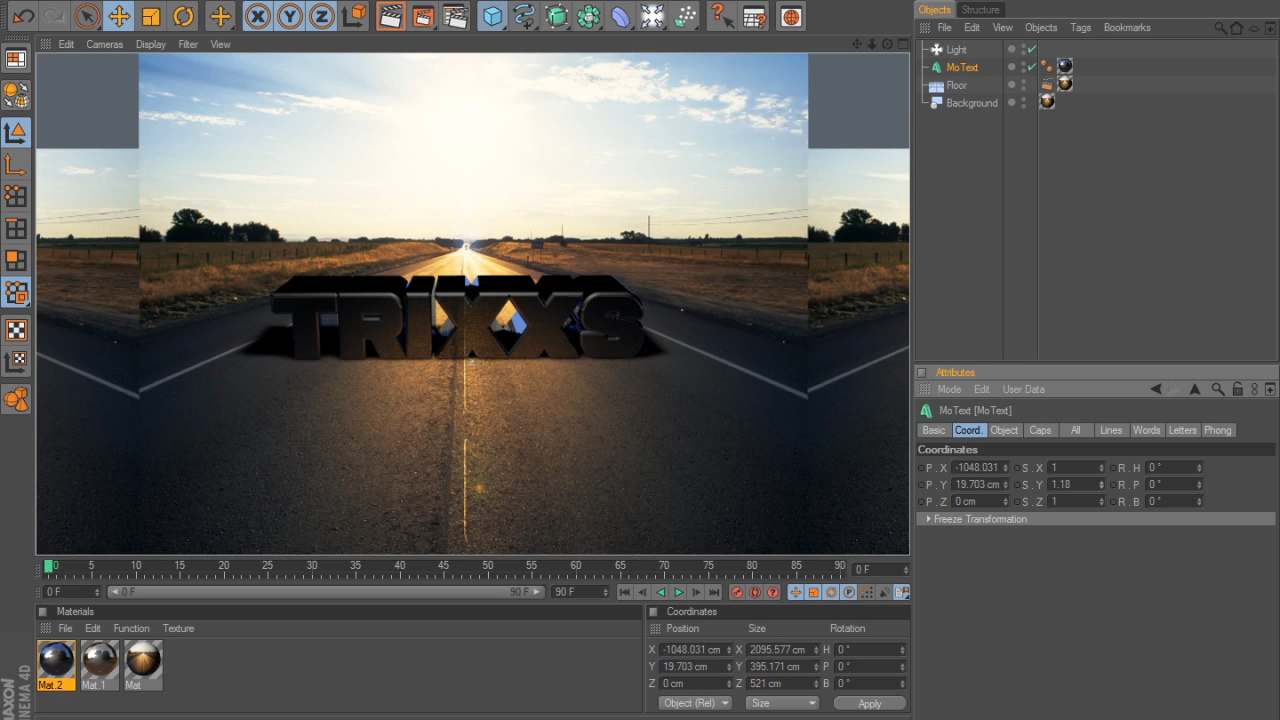 Edit Cameras Display Filter View
TRIXXS
0 5 10 15 20 25 30 35 40 45 50 55 60 65 70 75 80 85 90 0 F
0 F 0 F 90 F 90 F
Materials
File Edit Function Texture
Mat.2 Mat.1 Mat
Coordinates
Position Size Rotation
X -1048.031 cm X 2095.577 cm H 0 °
Y 19.703 cm Y 395.171 cm P 0 °
Z 0 cm Z 521 cm B 0 °
Object (Rel) Size Apply
Objects Structure
File Edit View Objects Tags Bookmarks
Light
MoText
Floor
Background
Attributes
Mode Edit User Data
MoText [MoText]
Basic Coord. Object Caps All Lines Words Letters Phong
Coordinates
P . X -1048.031 S . X 1 R . H 0 °
P . Y 19.703 cm S . Y 1.18 R . P 0 °
P . Z 0 cm S . Z 1 R . B 0 °
Freeze Transformation
MAXON
CINEMA 4D